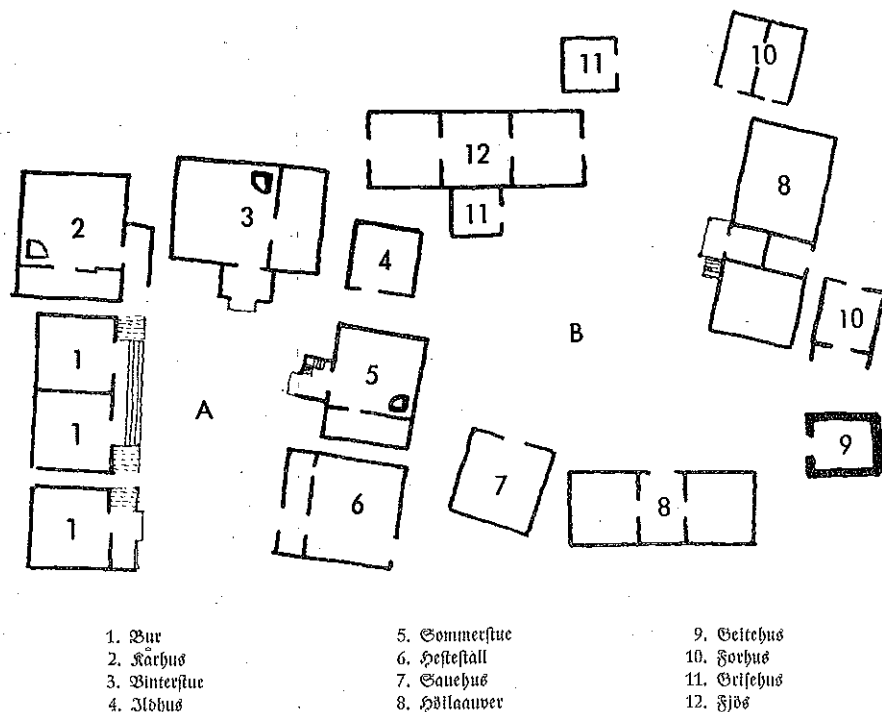 11
10
12
8
2
3
11
4
1
B
10
5
A
1
9
7
6
8
1
1. Bur
2. Kårhus
3. Vinterstue
4. Ildhus
5. Sommerstue
6. Hestestall
7. Sauehus
8. Höilaauver
9. Geitehus
10. Forhus
11. Grisehus
12. Fjös